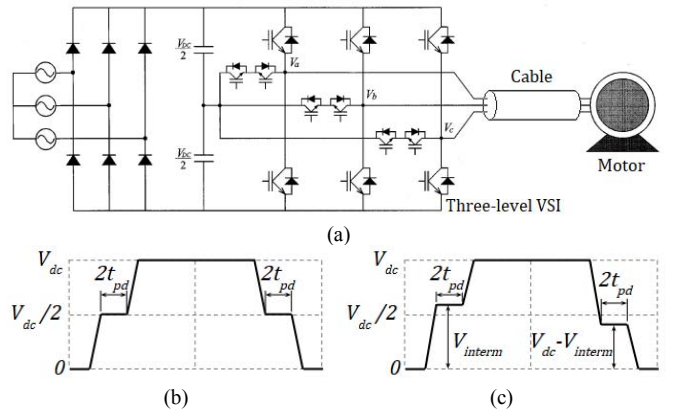 V_DC/2
V_a
V_b
V_c
V_DC/2
Cable
Motor
Three-level VSI
(a)
V_dc
2t_pd
2t_pd
V_dc/2
0
(b)
V_dc
2t_pd
2t_pd
V_dc/2
V_interm
V_dc-V_interm
0
(c)